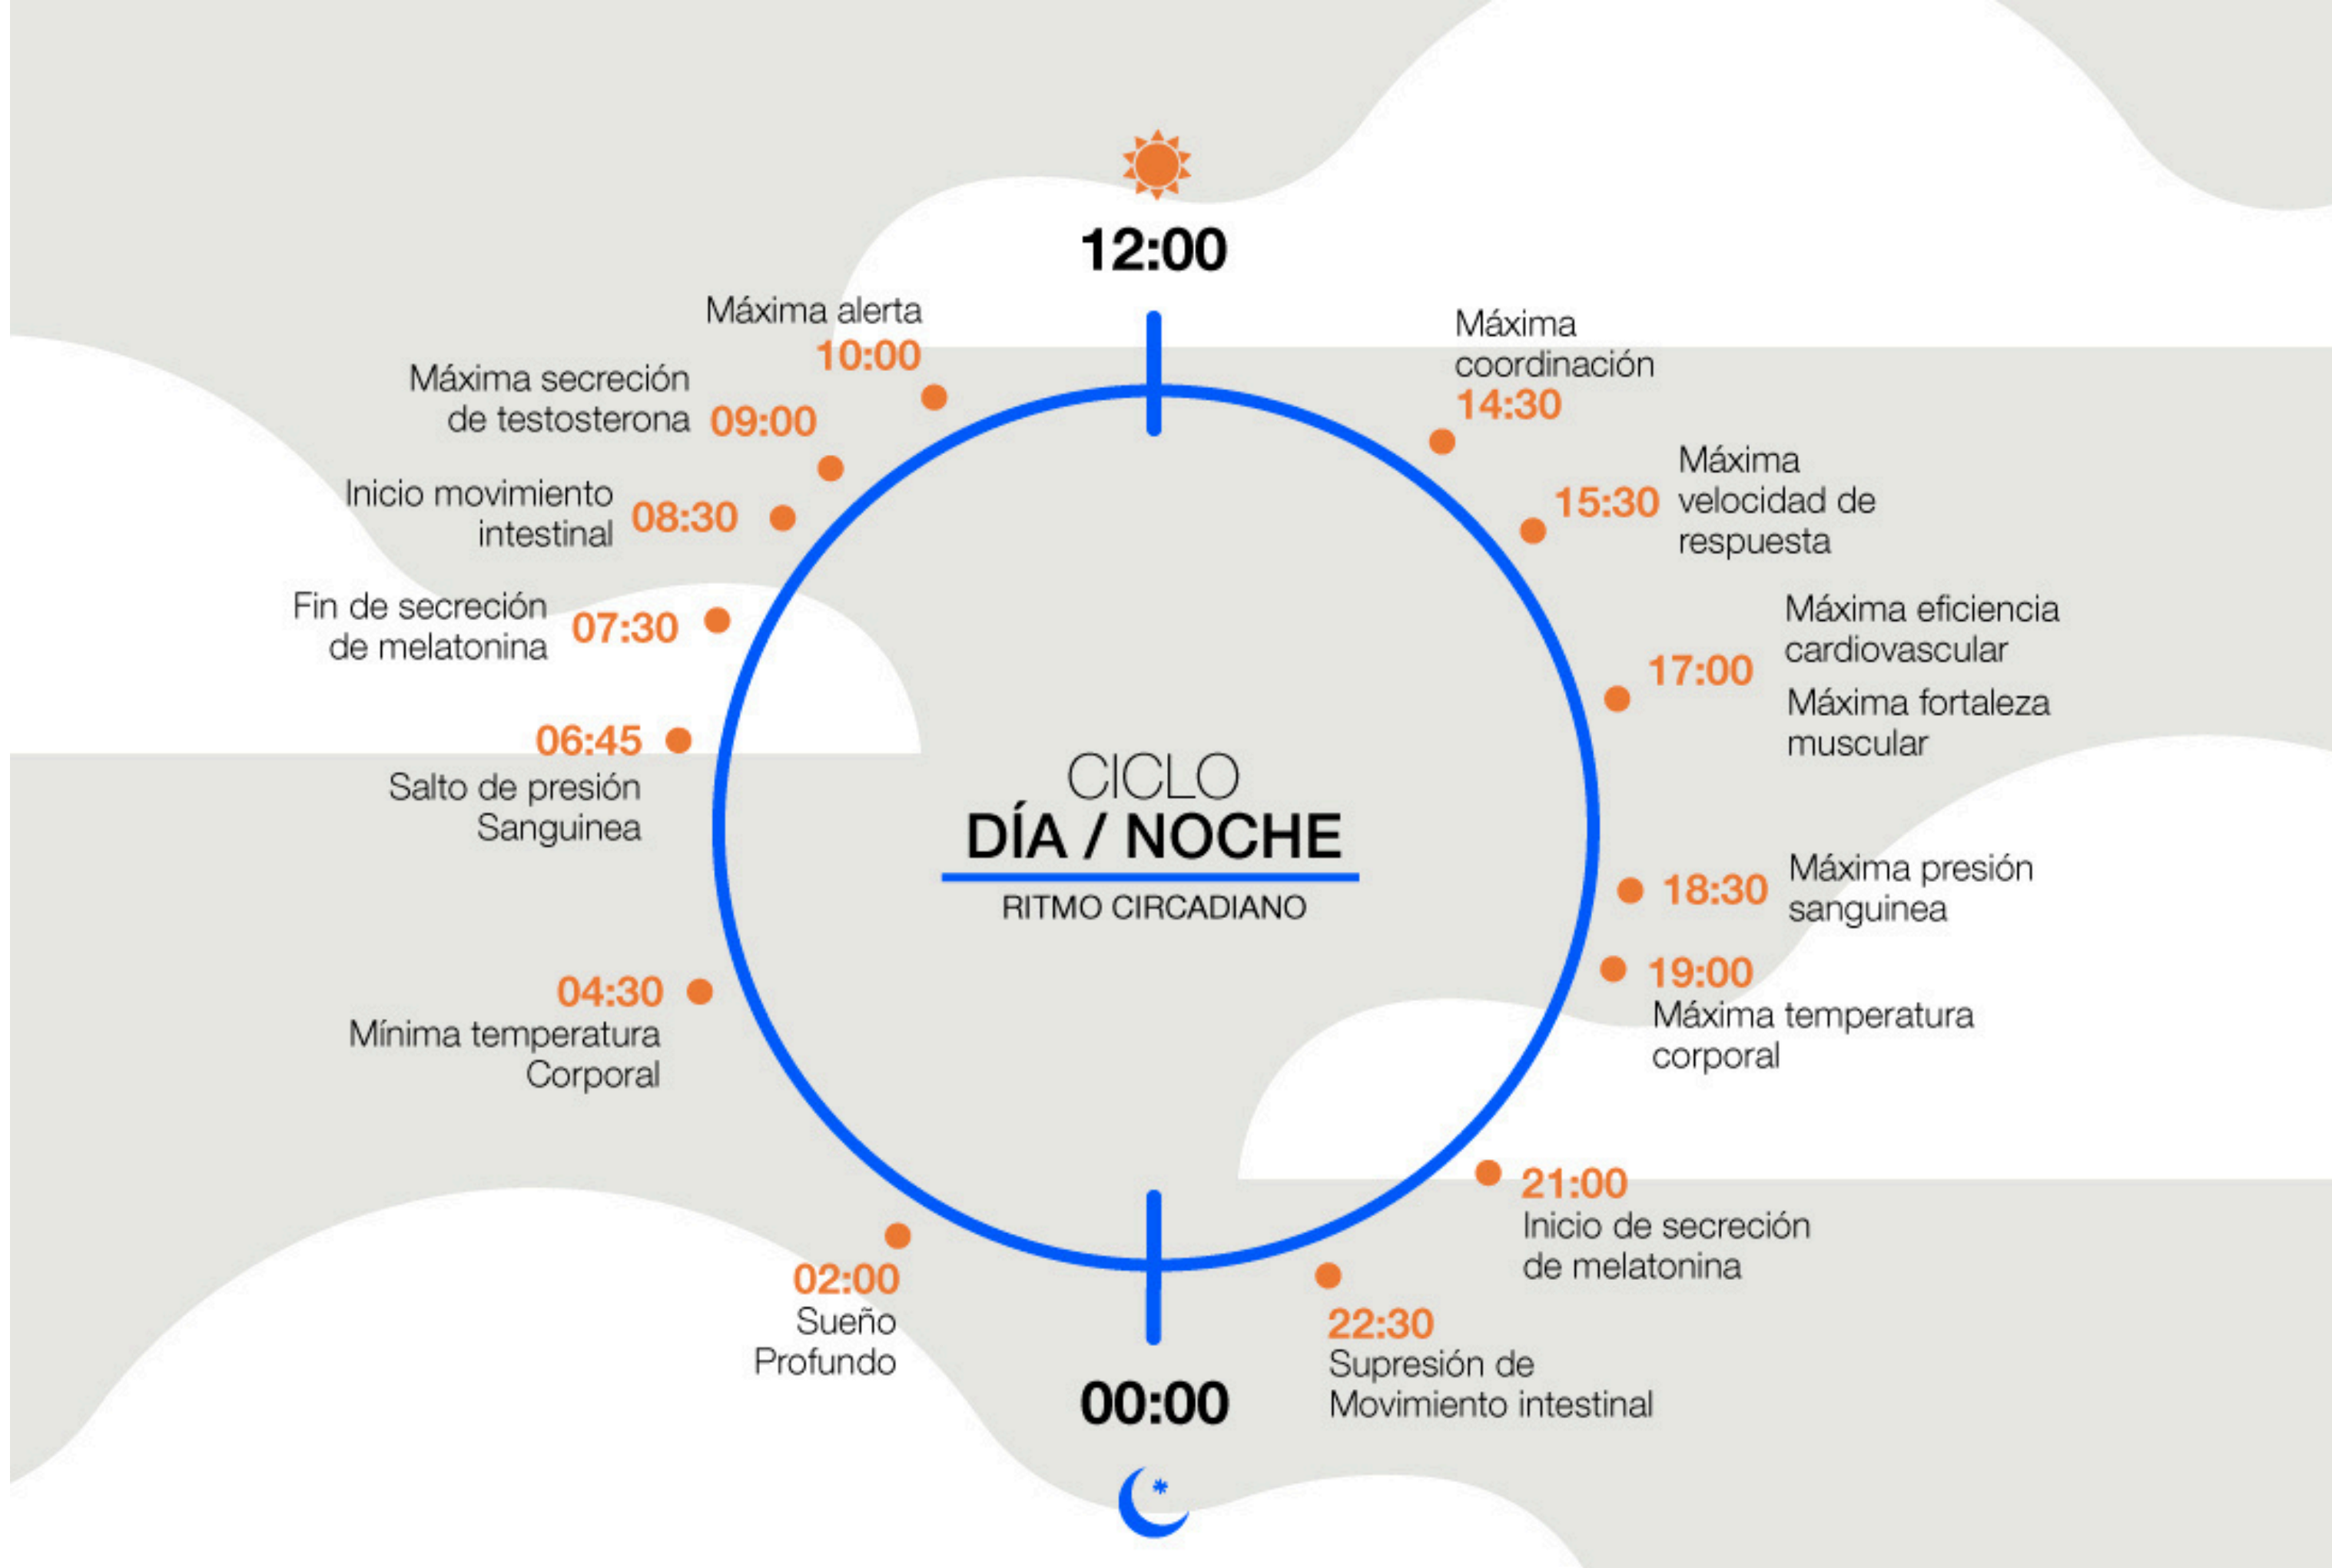 12:00
Máxima alerta
10:00
Máxima secreción
de testosterona
09:00
Inicio movimiento
intestinal
08:30
Fin de secreción
de melatonina
07:30
06:45
Salto de presión
Sanguinea
04:30
Mínima temperatura
Corporal
02:00
Sueño
Profundo
CICLO
DÍA / NOCHE
RITMO CIRCADIANO
Máxima
coordinación
14:30
15:30
Máxima
velocidad de
respuesta
17:00
Máxima eficiencia
cardiovascular
Máxima fortaleza
muscular
18:30
Máxima presión
sanguinea
19:00
Máxima temperatura
corporal
21:00
Inicio de secreción
de melatonina
22:30
Supresión de
Movimiento intestinal
00:00